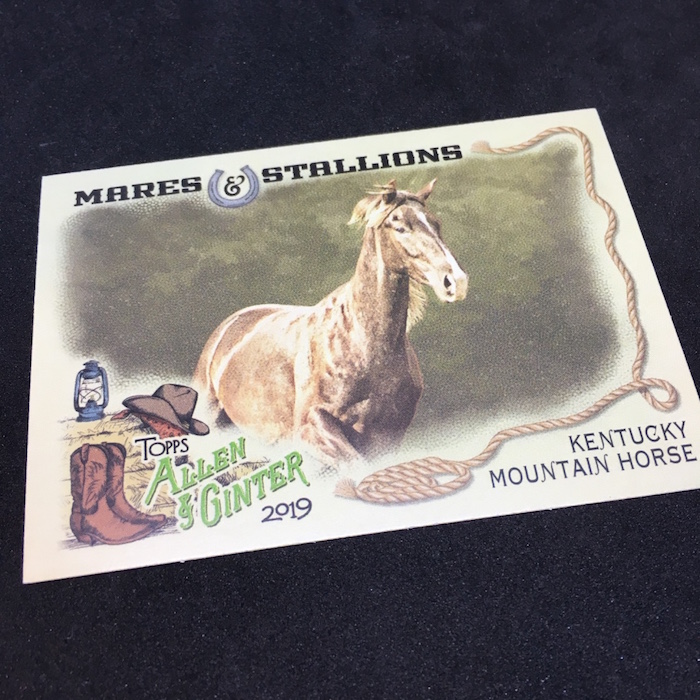 MARES & STALLIONS
TOPPS
ALLEN
& GINTER
2019
KENTUCKY
MOUNTAIN HORSE